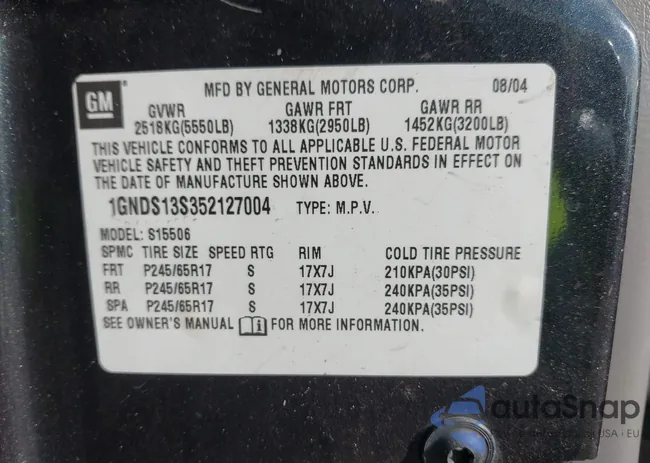 GM
MFD BY GENERAL MOTORS CORP. 08/04
GVWR GAWR FRT GAWR RR
2518KG(5550LB) 1338KG(2950LB) 1452KG(3200LB)
THIS VEHICLE CONFORMS TO ALL APPLICABLE U.S. FEDERAL MOTOR
VEHICLE SAFETY AND THEFT PREVENTION STANDARDS IN EFFECT ON
THE DATE OF MANUFACTURE SHOWN ABOVE.
1GNDS13S352127004 TYPE: M.P.V.
MODEL: S15506
SPMC TIRE SIZE SPEED RTG RIM COLD TIRE PRESSURE
FRT P245/65R17 S 17X7J 210KPA(30PSI)
RR P245/65R17 S 17X7J 240KPA(35PSI)
SPA P245/65R17 S 17X7J 240KPA(35PSI)
SEE OWNER'S MANUAL i FOR MORE INFORMATION.
autoSnap
USA • EU